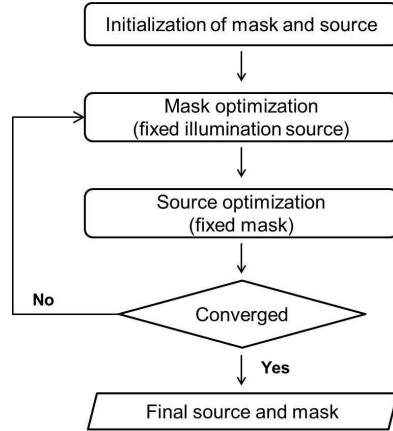 Initialization of mask and source
Mask optimization
(fixed illumination source)
Source optimization
(fixed mask)
No
Converged
Yes
Final source and mask